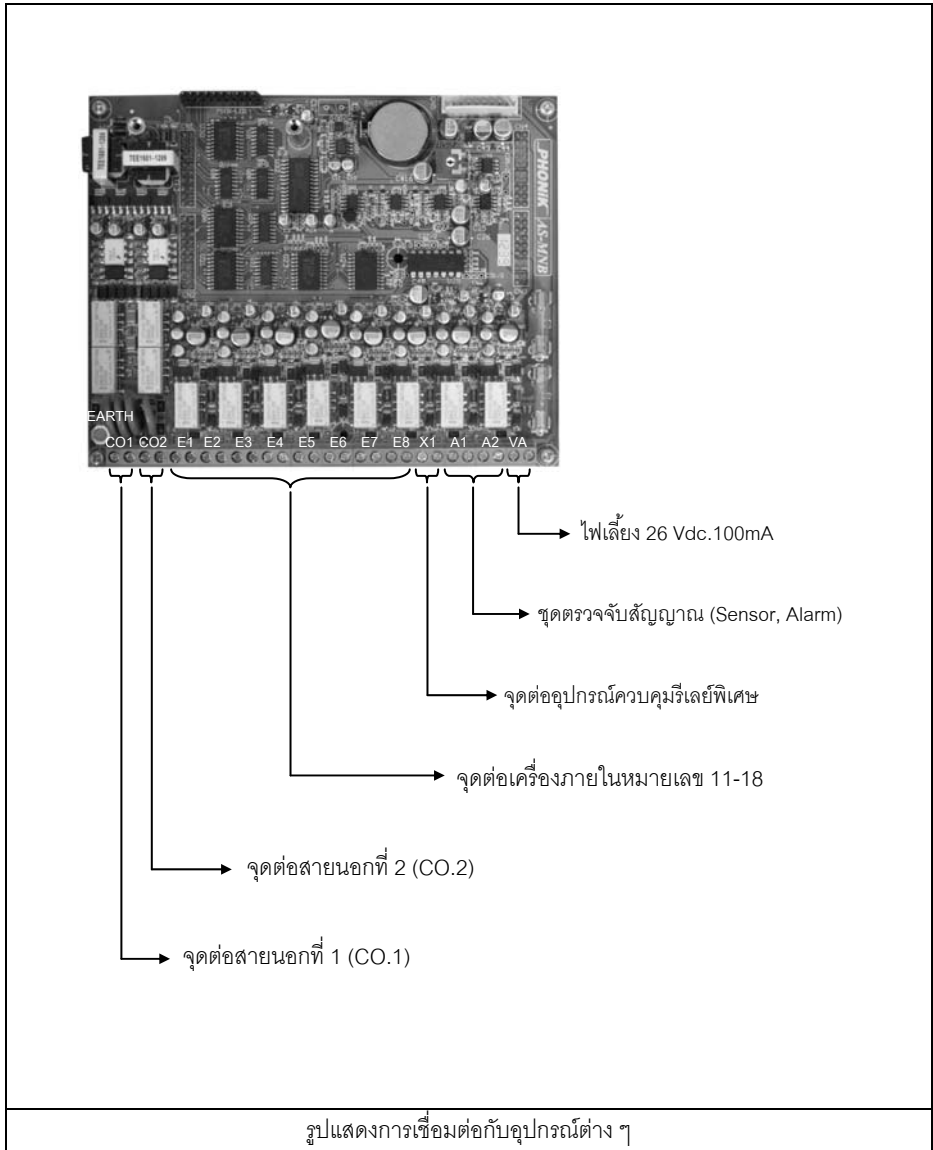 TEE1601-1209
TEE1601-1209
PHONIK AS-MNB
EARTH
CO1 CO2 E1 E2 E3 E4 E5 E6 E7 E8 X1 A1 A2 VA
ไฟเลี้ยง 26 Vdc.100mA
ชุดตรวจจับสัญญาณ (Sensor, Alarm)
จุดต่ออุปกรณ์ควบคุมรีเลย์พิเศษ
จุดต่อเครื่องภายในหมายเลข 11-18
จุดต่อสายนอกที่ 2 (CO.2)
จุดต่อสายนอกที่ 1 (CO.1)
รูปแสดงการเชื่อมต่อกับอุปกรณ์ต่าง ๆ